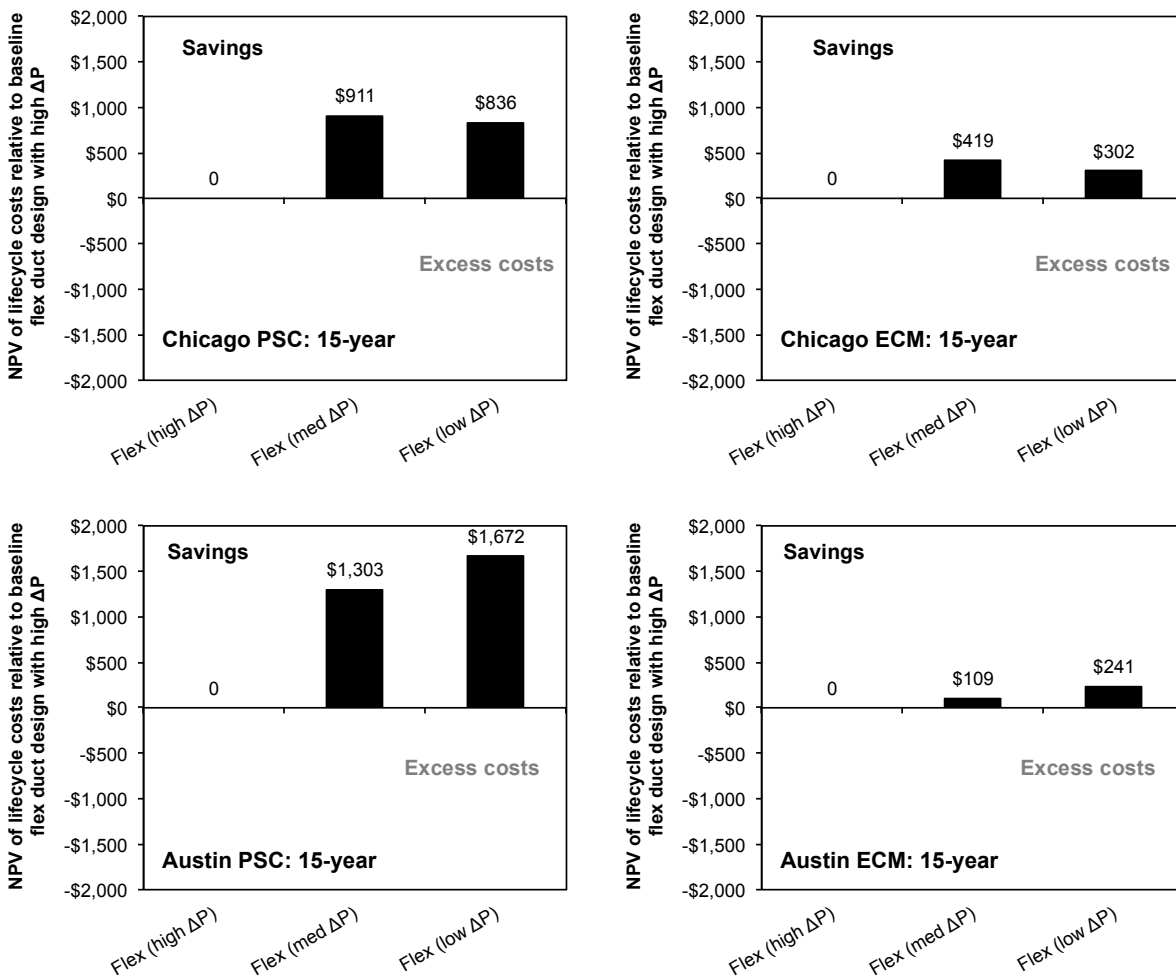 NPV of lifecycle costs relative to baseline
flex duct design with high ΔP
$2,000
$1,500
$1,000
$500
$0
-$500
-$1,000
-$1,500
-$2,000
Savings
$911
$836
0
Excess costs
Chicago PSC: 15-year
Flex (high ΔP)
Flex (med ΔP)
Flex (low ΔP)
NPV of lifecycle costs relative to baseline
flex duct design with high ΔP
$2,000
$1,500
$1,000
$500
$0
-$500
-$1,000
-$1,500
-$2,000
Savings
$419
$302
0
Excess costs
Chicago ECM: 15-year
Flex (high ΔP)
Flex (med ΔP)
Flex (low ΔP)
NPV of lifecycle costs relative to baseline
flex duct design with high ΔP
$2,000
$1,500
$1,000
$500
$0
-$500
-$1,000
-$1,500
-$2,000
Savings
$1,672
$1,303
0
Excess costs
Austin PSC: 15-year
Flex (high ΔP)
Flex (med ΔP)
Flex (low ΔP)
NPV of lifecycle costs relative to baseline
flex duct design with high ΔP
$2,000
$1,500
$1,000
$500
$0
-$500
-$1,000
-$1,500
-$2,000
Savings
$109
$241
0
Excess costs
Austin ECM: 15-year
Flex (high ΔP)
Flex (med ΔP)
Flex (low ΔP)